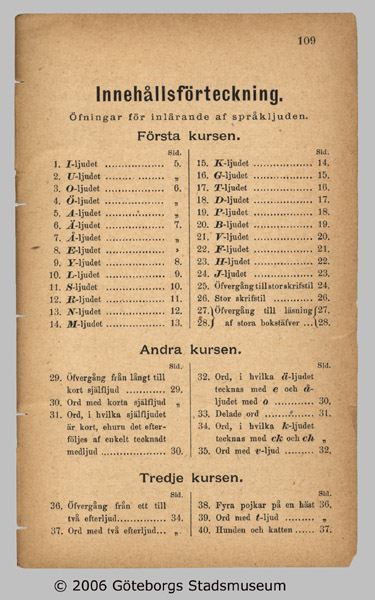 109
Innehållsförteckning.
Öfningar för inlärande af språkljuden.
Första kursen.
Sid.
1. I-ljudet .................. 5.
2. U-ljudet .................. „
3. O-ljudet .................. 6.
4. Ö-ljudet .................. „
5. A-ljudet .................. „
6. Ä-ljudet .................. 7.
7. Å-ljudet .................. „
8. E-ljudet .................. „
9. Y-ljudet .................. 8.
10. L-ljudet .................. 9.
11. S-ljudet .................. 10.
12. R-ljudet .................. 11.
13. N-ljudet .................. 12.
14. M-ljudet .................. 13.
Sid.
15. K-ljudet .................. 14.
16. G-ljudet .................. 15.
17. T-ljudet .................. 16.
18. D-ljudet .................. 17.
19. P-ljudet .................. 18.
20. B-ljudet .................. 19.
21. V-ljudet .................. 20.
22. F-ljudet .................. 21.
23. H-ljudet .................. 22.
24. J-ljudet .................. 23.
25. Öfvergång till stor skrifstil 24.
26. Stor skrifstil ............ 26.
27.) Öfvergång till läsning (27.
28.) af stora bokstäfver ... (28.
Andra kursen.
Sid.
29. Öfvergång från långt till
kort själfljud ............ 29.
30. Ord med korta själfljud „
31. Ord, i hvilka själfljudet
är kort, ehuru det efter-
följes af enkelt tecknadt
medljud .................. 30.
Sid.
32. Ord, i hvilka ä-ljudet
tecknas med e och å-
ljudet med o ............ 30.
33. Delade ord ............ 31.
34. Ord, i hvilka k-ljudet
tecknas med ck och ch „
35. Ord med v-ljud ...... 32.
Tredje kursen.
Sid.
36. Öfvergång från ett till
två efterljud ............ 34.
37. Ord med två efterljud... „
Sid.
38. Fyra pojkar på en häst 36.
39. Ord med t-ljud ......... „
40. Hunden och katten ...... 37.
© 2006 Göteborgs Stadsmuseum